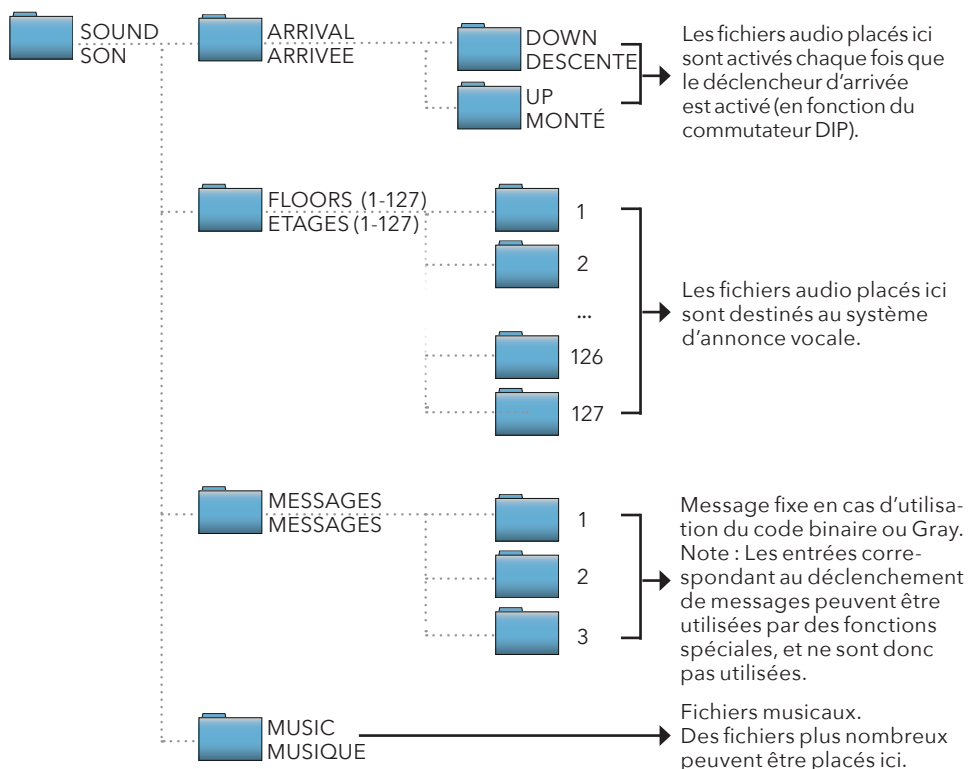 SOUND
SON
ARRIVAL
ARRIVEE
DOWN
DESCENTE
UP
MONTÉ
Les fichiers audio placés ici
sont activés chaque fois que
le déclencheur d'arrivée
est activé (en fonction du
commutateur DIP).
FLOORS (1-127)
ETAGES (1-127)
1
2
...
126
127
Les fichiers audio placés ici
sont destinés au système
d'annonce vocale.
MESSAGES
MESSAGES
1
2
3
Message fixe en cas d'utilisa-
tion du code binaire ou Gray.
Note : Les entrées corre-
spondant au déclenchement
de messages peuvent être
utilisées par des fonctions
spéciales, et ne sont donc
pas utilisées.
MUSIC
MUSIQUE
Fichiers musicaux.
Des fichiers plus nombreux
peuvent être placés ici.